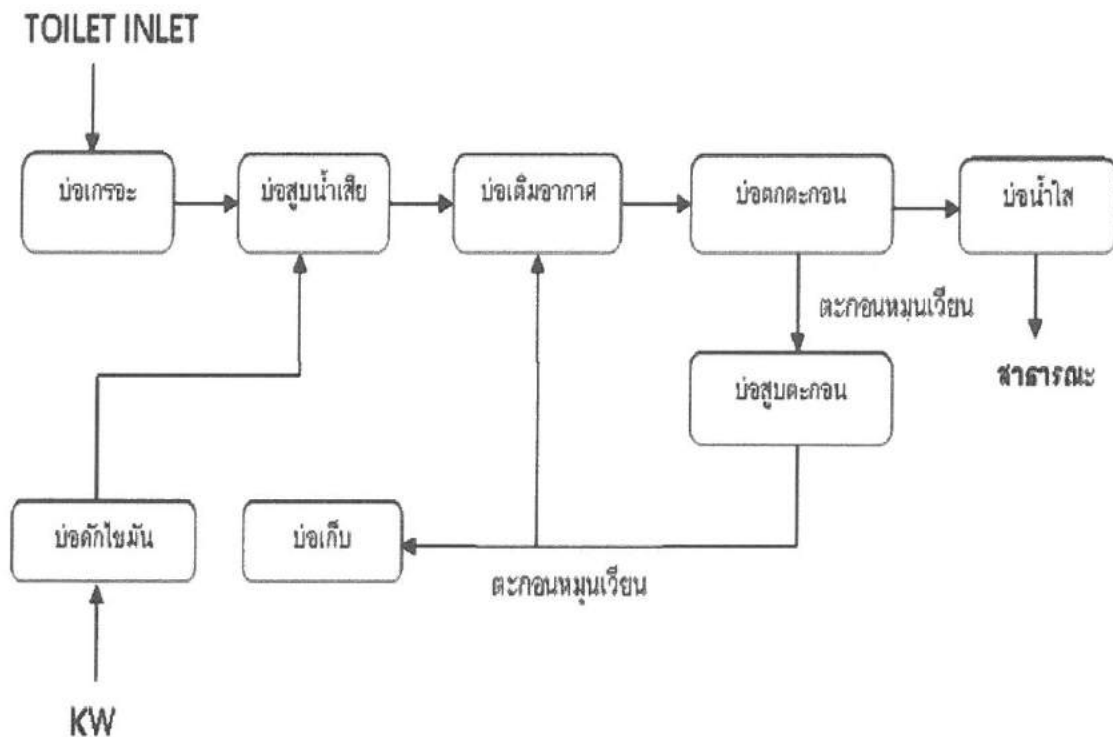 TOILET INLET
บ่อเกรอะ
บ่อสูบน้ำเสีย
บ่อเติมอากาศ
บ่อตกตะกอน
บ่อน้ำใส
ตะกอนหมุนเวียน
สาธารณะ
บ่อสูบตะกอน
บ่อดักไขมัน
บ่อเก็บ
ตะกอนหมุนเวียน
KW